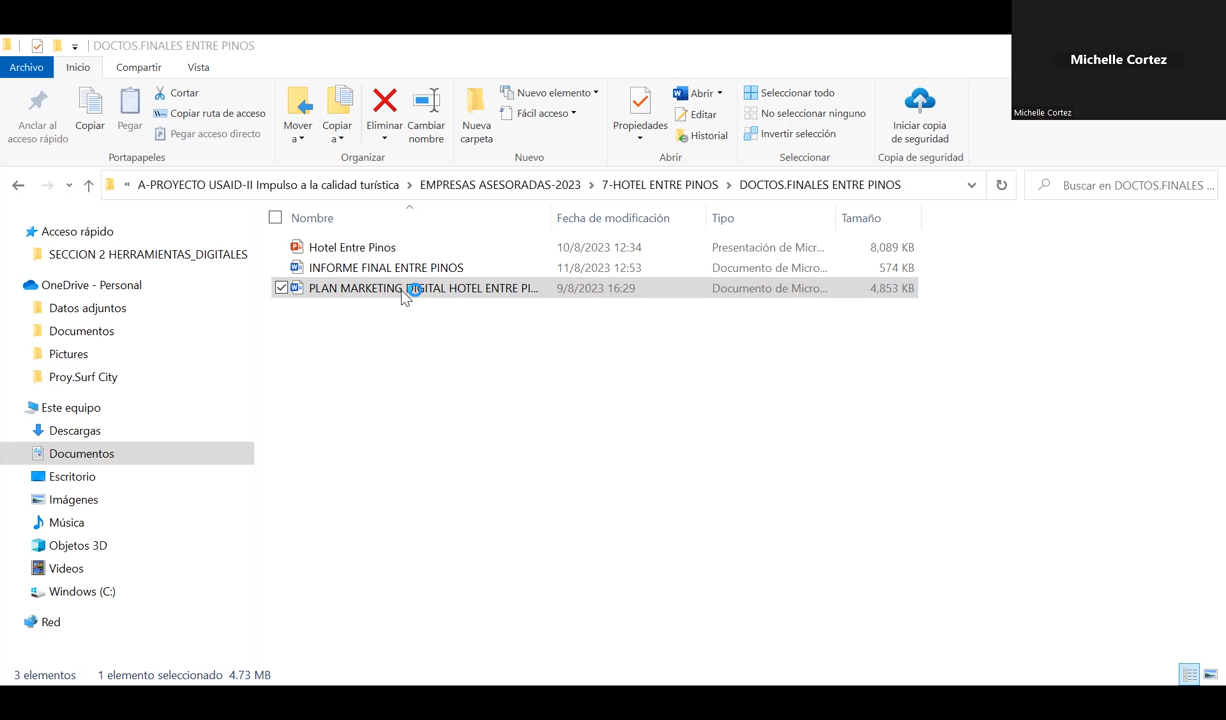 DOCTOS.FINALES ENTRE PINOS
Michelle Cortez
Michelle Cortez
Archivo Inicio Compartir Vista
Anclar al acceso rápido
Copiar
Pegar
Cortar
Copiar ruta de acceso
Pegar acceso directo
Portapapeles
Mover a
Copiar a
Eliminar
Cambiar nombre
Organizar
Nueva carpeta
Nuevo elemento
Fácil acceso
Nuevo
Propiedades
Abrir
Editar
Historial
Abrir
Seleccionar todo
No seleccionar ninguno
Invertir selección
Seleccionar
Iniciar copia de seguridad
Copia de seguridad
« A-PROYECTO USAID-II Impulso a la calidad turística > EMPRESAS ASESORADAS-2023 > 7-HOTEL ENTRE PINOS > DOCTOS.FINALES ENTRE PINOS
Buscar en DOCTOS.FINALES ...
Acceso rápido
SECCION 2 HERRAMIENTAS_DIGITALES
OneDrive - Personal
Datos adjuntos
Documentos
Pictures
Proy.Surf City
Este equipo
Descargas
Documentos
Escritorio
Imágenes
Música
Objetos 3D
Videos
Windows (C:)
Red
Nombre Fecha de modificación Tipo Tamaño
Hotel Entre Pinos 10/8/2023 12:34 Presentación de Micr... 8,089 KB
INFORME FINAL ENTRE PINOS 11/8/2023 12:53 Documento de Micro... 574 KB
PLAN MARKETING DIGITAL HOTEL ENTRE PI... 9/8/2023 16:29 Documento de Micro... 4,853 KB
3 elementos 1 elemento seleccionado 4.73 MB